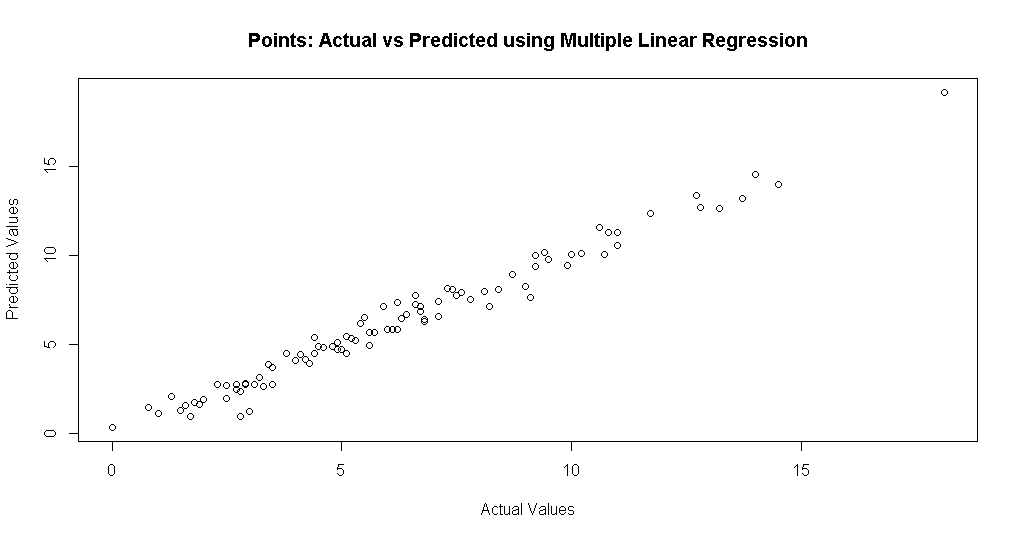 Points: Actual vs Predicted using Multiple Linear Regression
Predicted Values
15
10
5
0
0 5 10 15
Actual Values